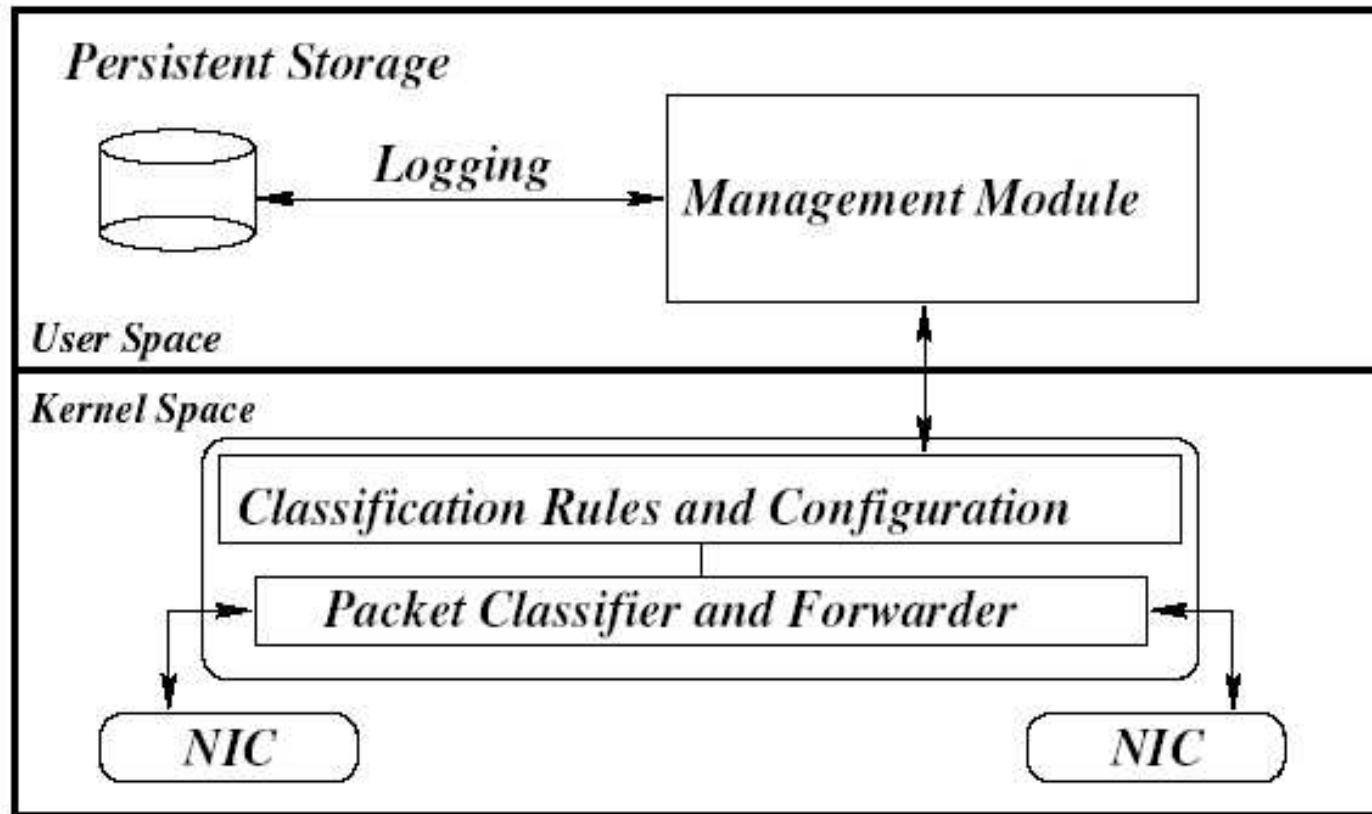 Persistent Storage
Logging
Management Module
User Space
Kernel Space
Classification Rules and Configuration
Packet Classifier and Forwarder
NIC
NIC